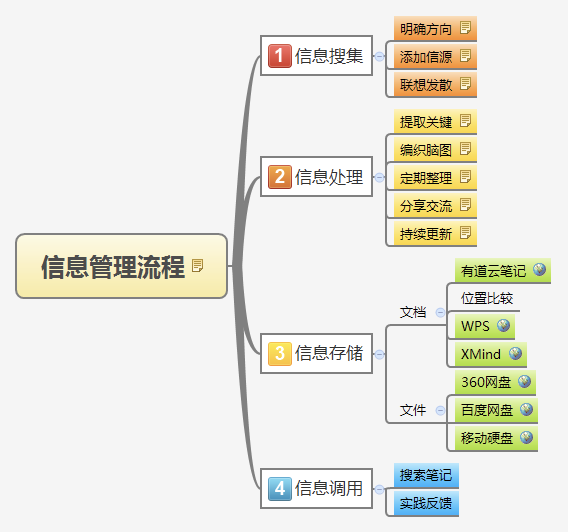 信息管理流程
1 信息搜集
明确方向
添加信源
联想发散
2 信息处理
提取关键
编织脑图
定期整理
分享交流
持续更新
3 信息存储
文档
有道云笔记
位置比较
WPS
XMind
文件
360网盘
百度网盘
移动硬盘
4 信息调用
搜索笔记
实践反馈